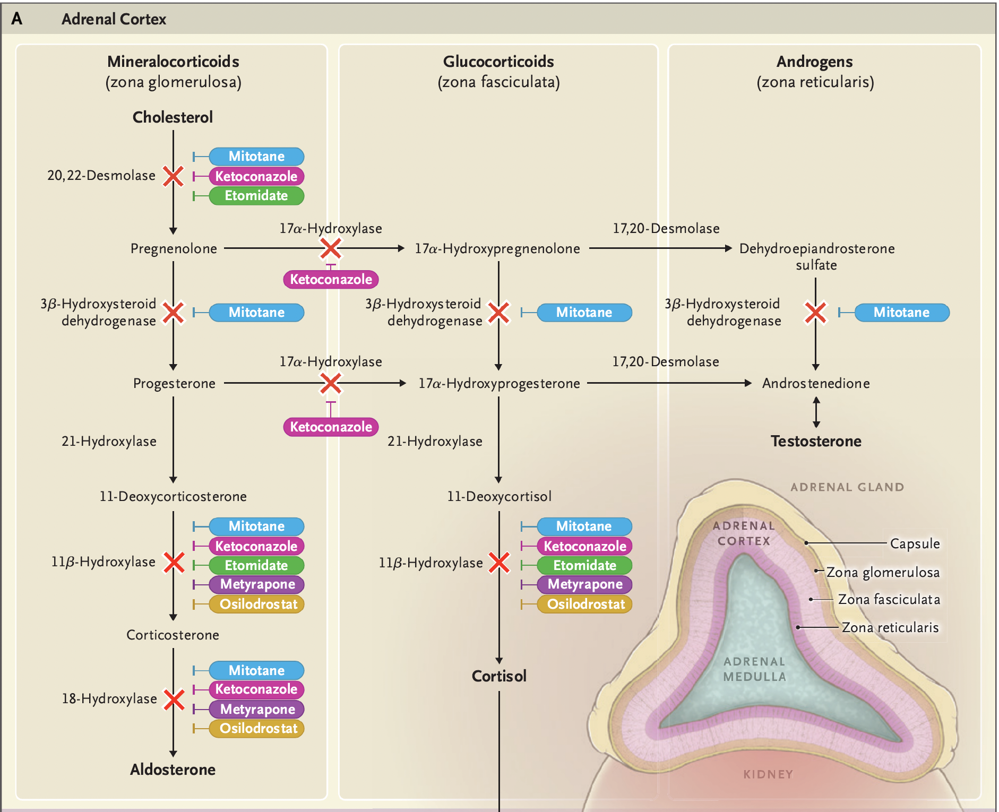 A Adrenal Cortex
Mineralocorticoids
(zona glomerulosa)
Glucocorticoids
(zona fasciculata)
Androgens
(zona reticularis)
Cholesterol
20,22-Desmolase
Mitotane
Ketoconazole
Etomidate
Pregnenolone
17α-Hydroxylase
Ketoconazole
17α-Hydroxypregnenolone
17,20-Desmolase
Dehydroepiandrosterone
sulfate
3β-Hydroxysteroid
dehydrogenase
Mitotane
3β-Hydroxysteroid
dehydrogenase
Mitotane
3β-Hydroxysteroid
dehydrogenase
Mitotane
Progesterone
17α-Hydroxylase
Ketoconazole
17α-Hydroxyprogesterone
17,20-Desmolase
Androstenedione
Testosterone
21-Hydroxylase
21-Hydroxylase
11-Deoxycorticosterone
11-Deoxycortisol
11β-Hydroxylase
Mitotane
Ketoconazole
Etomidate
Metyrapone
Osilodrostat
11β-Hydroxylase
Mitotane
Ketoconazole
Etomidate
Metyrapone
Osilodrostat
Corticosterone
Cortisol
18-Hydroxylase
Mitotane
Ketoconazole
Metyrapone
Osilodrostat
Aldosterone
ADRENAL GLAND
ADRENAL
CORTEX
Capsule
Zona glomerulosa
Zona fasciculata
Zona reticularis
ADRENAL
MEDULLA
KIDNEY